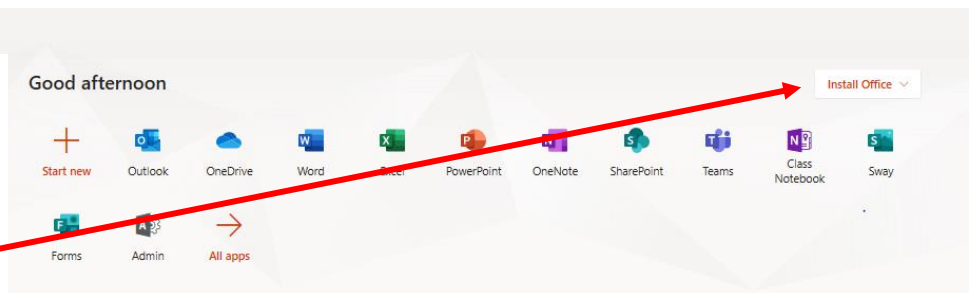 Good afternoon
Install Office
Start new
Outlook
OneDrive
Word
Excel
PowerPoint
OneNote
SharePoint
Teams
Class
Notebook
Sway
Forms
Admin
All apps